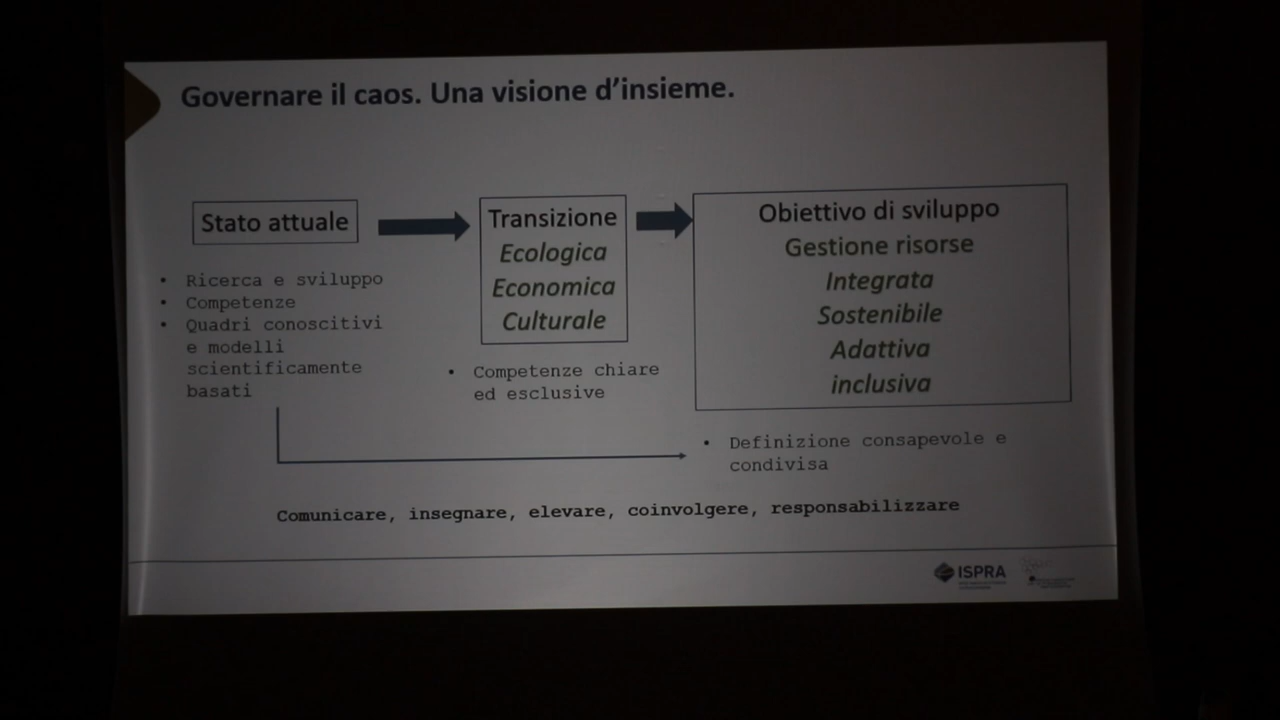 Governare il caos. Una visione d'insieme.
Stato attuale
• Ricerca e sviluppo
• Competenze
• Quadri conoscitivi
e modelli
scientificamente
basati
Transizione
Ecologica
Economica
Culturale
• Competenze chiare
ed esclusive
Obiettivo di sviluppo
Gestione risorse
Integrata
Sostenibile
Adattiva
inclusiva
• Definizione consapevole e
condivisa
Comunicare, insegnare, elevare, coinvolgere, responsabilizzare
ISPRA